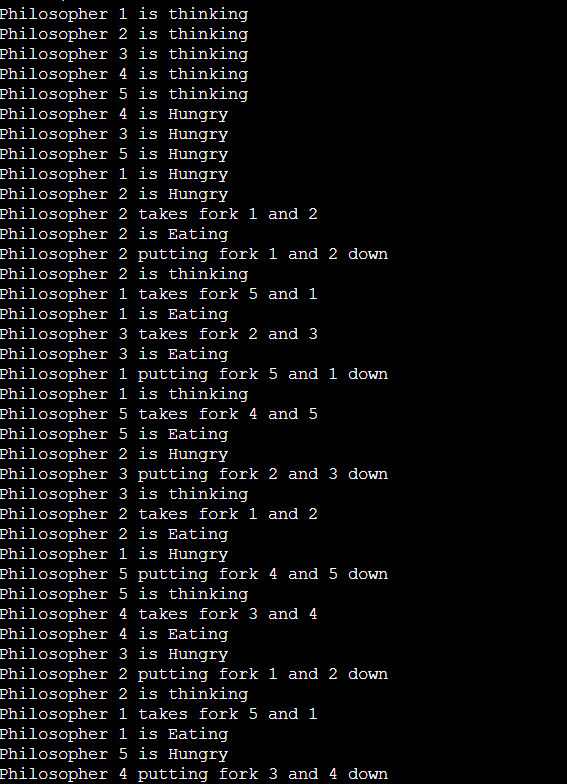 Philosopher 1 is thinking
Philosopher 2 is thinking
Philosopher 3 is thinking
Philosopher 4 is thinking
Philosopher 5 is thinking
Philosopher 4 is Hungry
Philosopher 3 is Hungry
Philosopher 5 is Hungry
Philosopher 1 is Hungry
Philosopher 2 is Hungry
Philosopher 2 takes fork 1 and 2
Philosopher 2 is Eating
Philosopher 2 putting fork 1 and 2 down
Philosopher 2 is thinking
Philosopher 1 takes fork 5 and 1
Philosopher 1 is Eating
Philosopher 3 takes fork 2 and 3
Philosopher 3 is Eating
Philosopher 1 putting fork 5 and 1 down
Philosopher 1 is thinking
Philosopher 5 takes fork 4 and 5
Philosopher 5 is Eating
Philosopher 2 is Hungry
Philosopher 3 putting fork 2 and 3 down
Philosopher 3 is thinking
Philosopher 2 takes fork 1 and 2
Philosopher 2 is Eating
Philosopher 1 is Hungry
Philosopher 5 putting fork 4 and 5 down
Philosopher 5 is thinking
Philosopher 4 takes fork 3 and 4
Philosopher 4 is Eating
Philosopher 3 is Hungry
Philosopher 2 putting fork 1 and 2 down
Philosopher 2 is thinking
Philosopher 1 takes fork 5 and 1
Philosopher 1 is Eating
Philosopher 5 is Hungry
Philosopher 4 putting fork 3 and 4 down